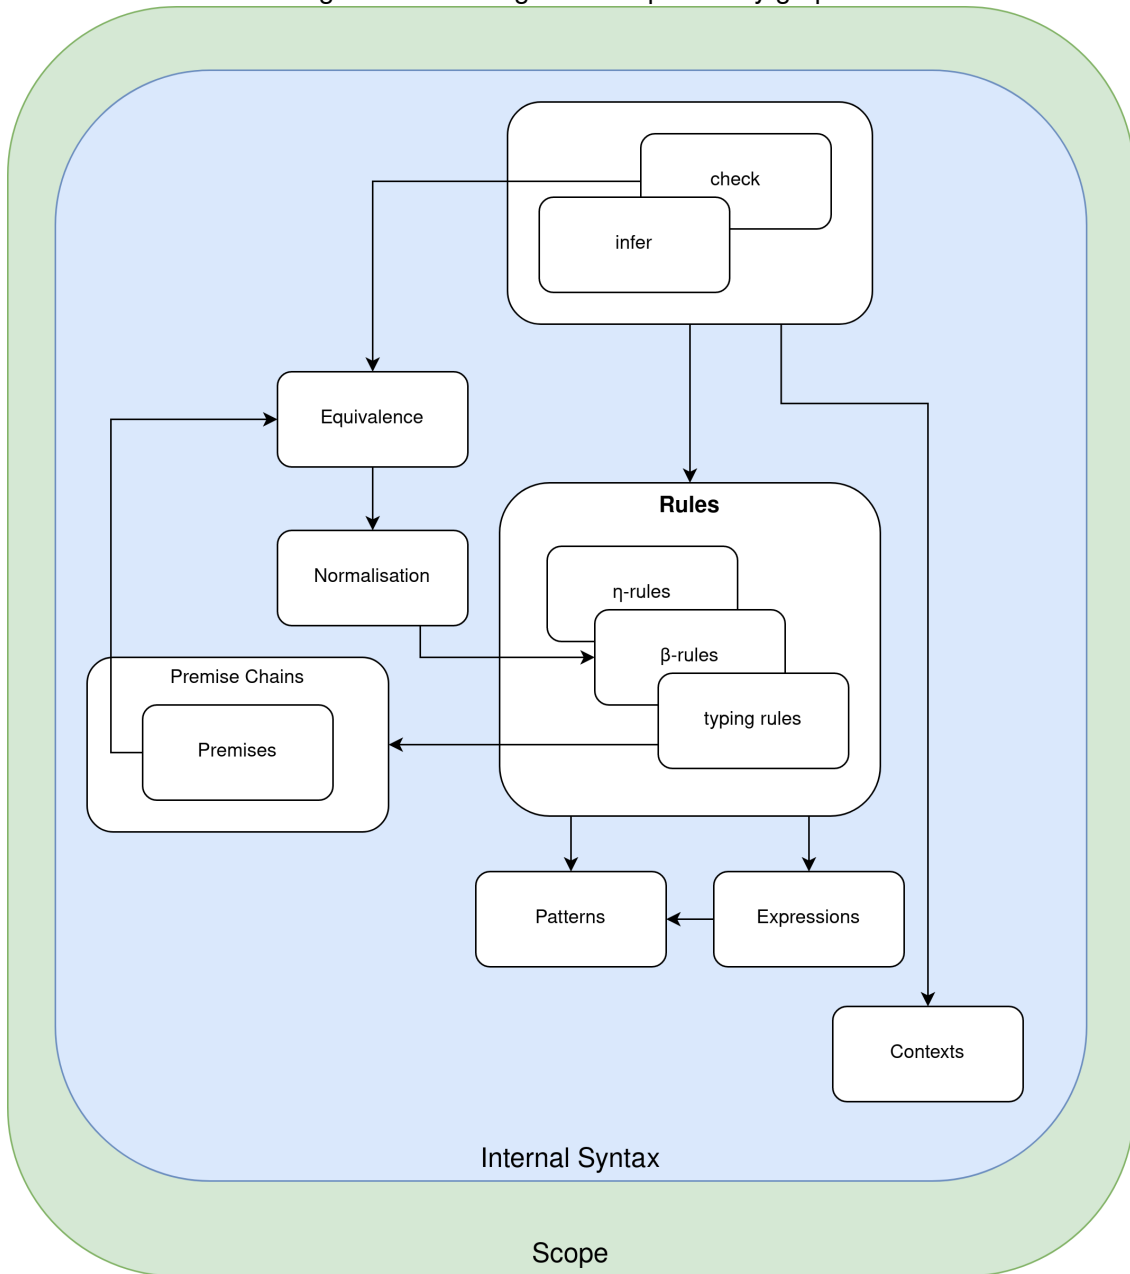 check
infer
Equivalence
Rules
Normalisation
η-rules
β-rules
Premise Chains
typing rules
Premises
Patterns
Expressions
Contexts
Internal Syntax
Scope